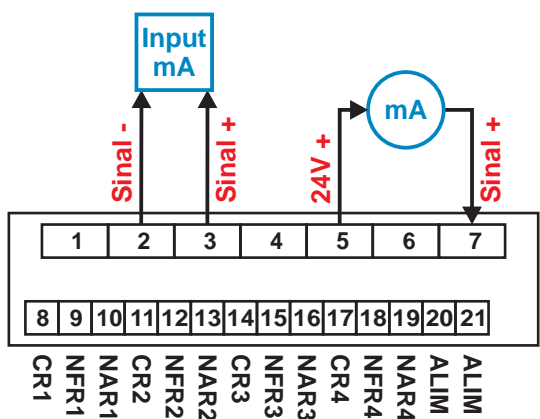 Input
mA
mA
Sinal -
Sinal +
24V +
Sinal +
1 2 3 4 5 6 7
8 9 10 11 12 13 14 15 16 17 18 19 20 21
CR1
NFR1
NAR1
CR2
NFR2
NAR2
CR3
NFR3
NAR3
CR4
NFR4
NAR4
ALIM
ALIM